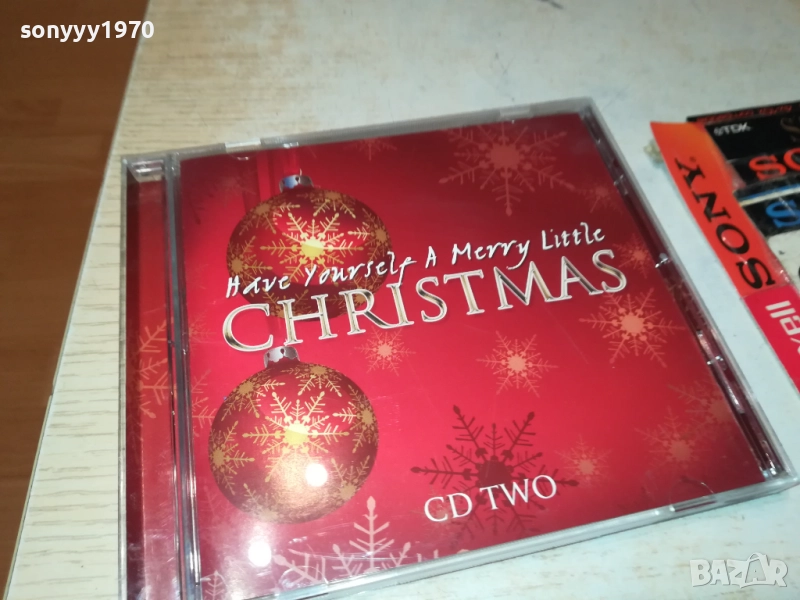 sonyyy1970
Have Yourself A Merry Little
CHRISTMAS
CD TWO
TDK
SONY
BAZAR